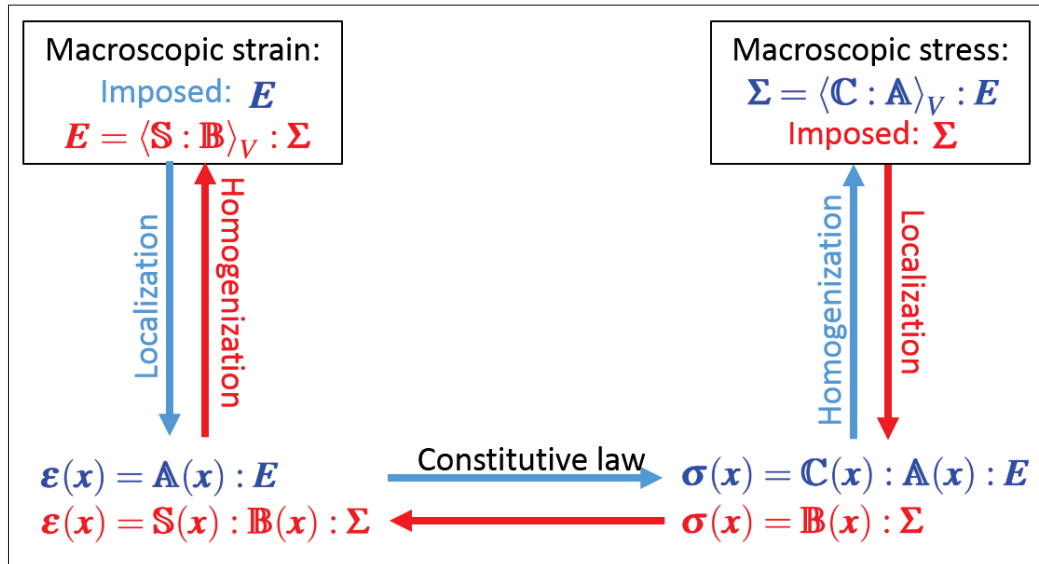 Macroscopic strain:
Imposed: E
E = ⟨𝕊 : 𝔹⟩_V : Σ
Macroscopic stress:
Σ = ⟨ℂ : 𝔸⟩_V : E
Imposed: Σ
Localization
Homogenization
Homogenization
Localization
ε(x) = 𝔸(x) : E
ε(x) = 𝕊(x) : 𝔹(x) : Σ
Constitutive law
σ(x) = ℂ(x) : 𝔸(x) : E
σ(x) = 𝔹(x) : Σ